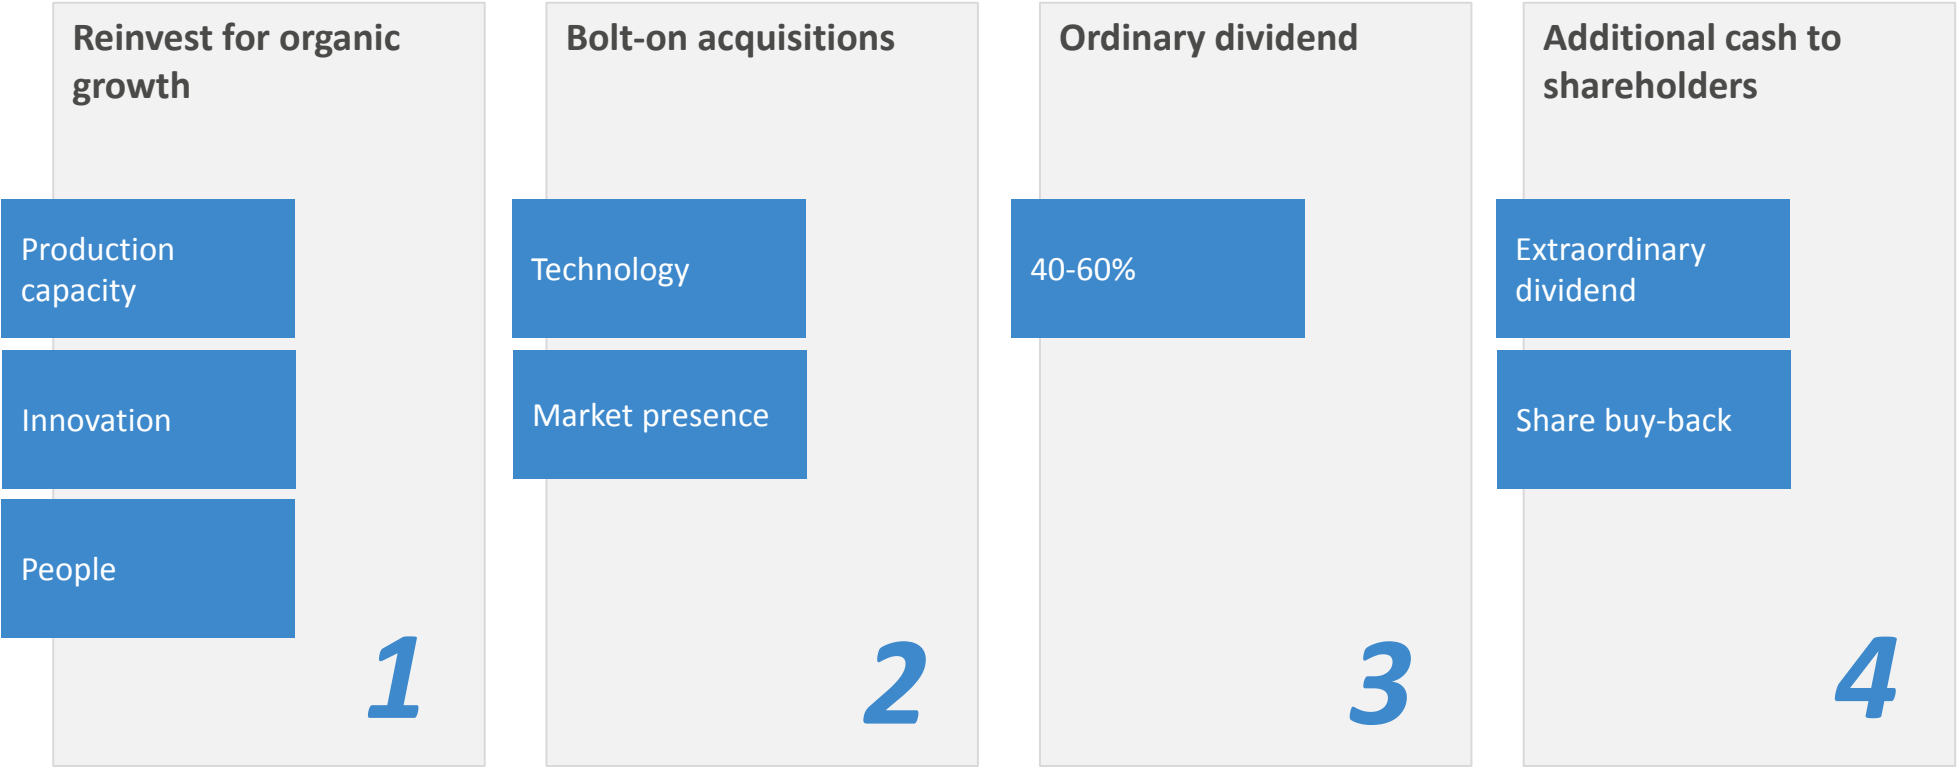 Reinvest for organic
growth
Production
capacity
Innovation
People
1
Bolt-on acquisitions
Technology
Market presence
2
Ordinary dividend
40-60%
3
Additional cash to
shareholders
Extraordinary
dividend
Share buy-back
4